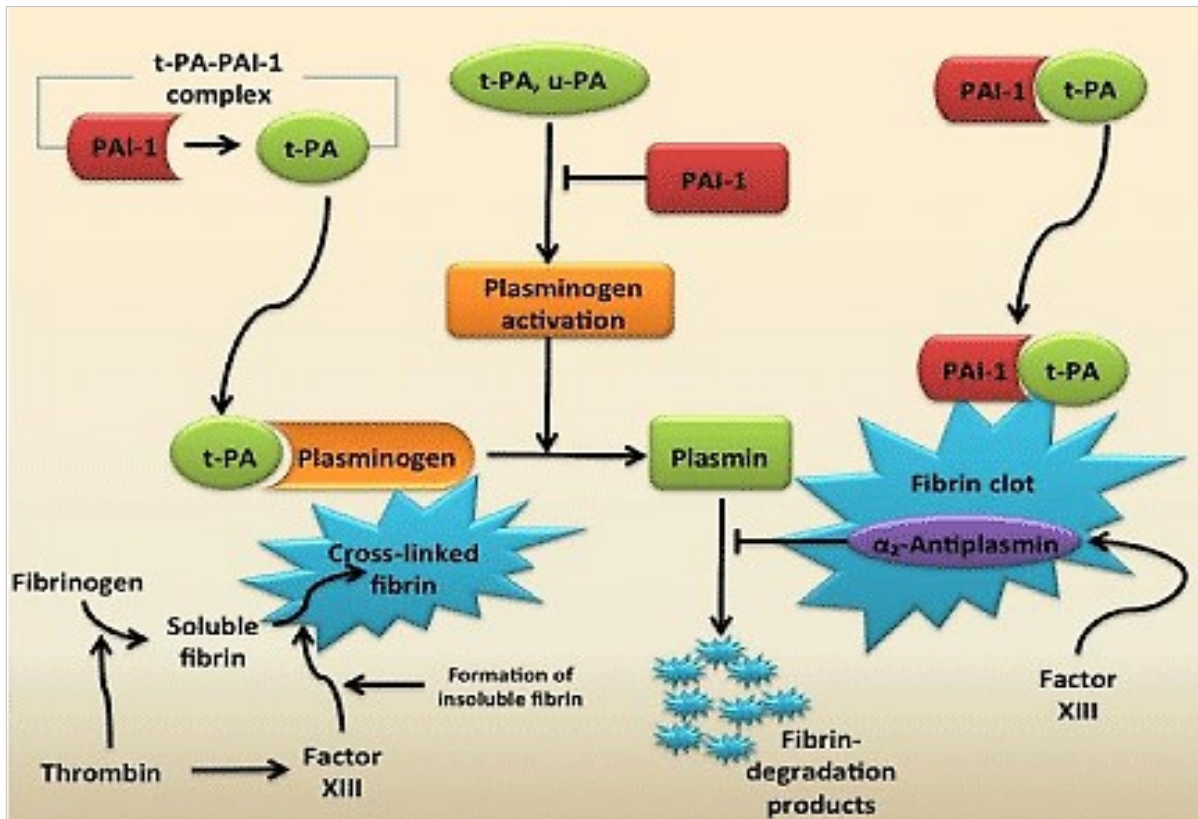 t-PA-PAI-1
complex
PAI-1
t-PA
t-PA, u-PA
PAI-1
PAI-1
t-PA
Plasminogen
activation
PAI-1
t-PA
t-PA
Plasminogen
Plasmin
Fibrin clot
α₂-Antiplasmin
Cross-linked
fibrin
Fibrinogen
Soluble
fibrin
Formation of
insoluble fibrin
Factor
XIII
Thrombin
Factor
XIII
Fibrin-
degradation
products